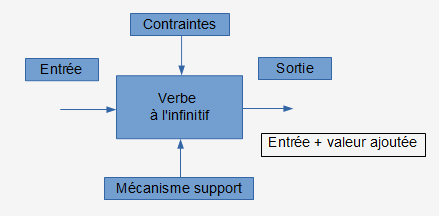 Contraintes
Entrée
Sortie
Verbe
à l'infinitif
Entrée + valeur ajoutée
Mécanisme support